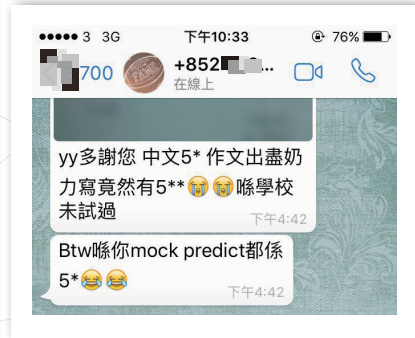 3 3G 下午10:33 76%
700 +852
在線上
yy多謝您 中文5* 作文出盡奶
力寫竟然有5**😭😭喺學校
未試過
下午4:42
Btw喺你mock predict都係
5*😂😂
下午4:42